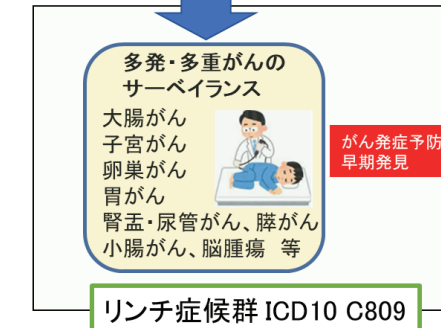 多発・多重がんの
サーベイランス
大腸がん
子宮がん
卵巣がん
胃がん
腎盂・尿管がん、膵がん
小腸がん、脳腫瘍 等
がん発症予防
早期発見
リンチ症候群 ICD10 C809